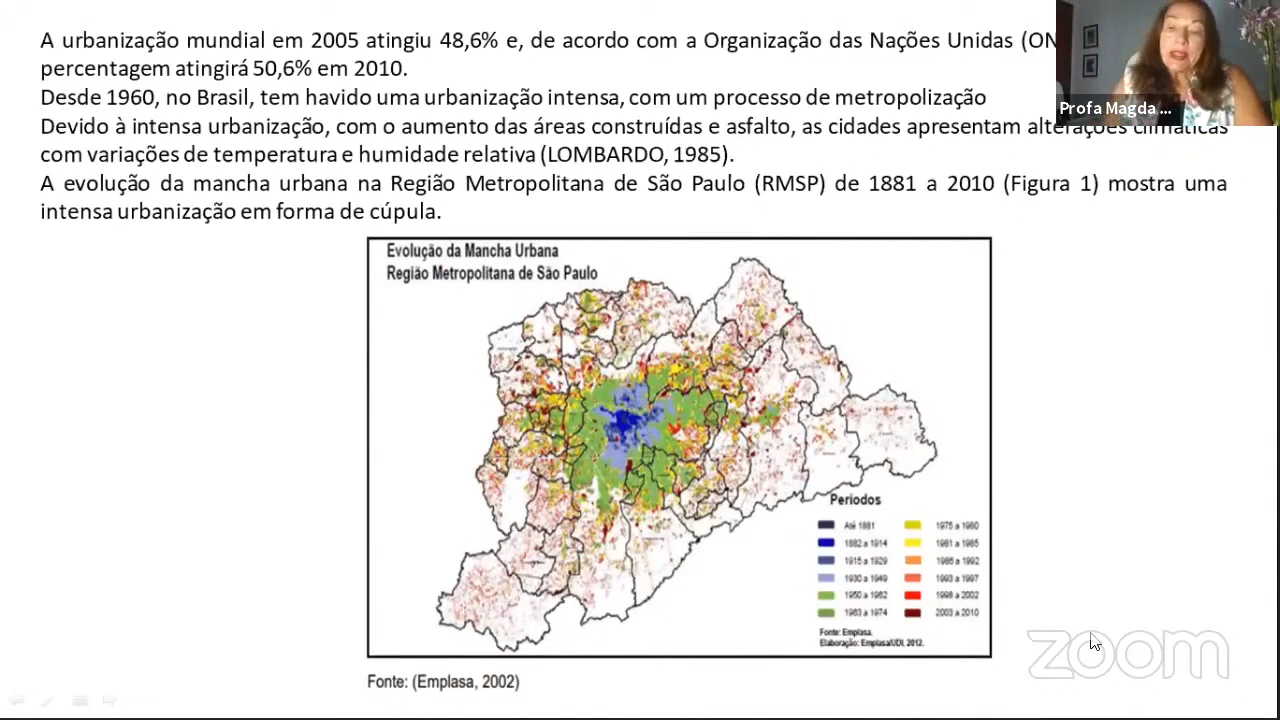 A urbanização mundial em 2005 atingiu 48,6% e, de acordo com a Organização das Nações Unidas (ON
percentagem atingirá 50,6% em 2010.
Desde 1960, no Brasil, tem havido uma urbanização intensa, com um processo de metropolização
Profa Magda ...
Devido à intensa urbanização, com o aumento das áreas construídas e asfalto, as cidades apresentam alterações climáticas
com variações de temperatura e humidade relativa (LOMBARDO, 1985).
A evolução da mancha urbana na Região Metropolitana de São Paulo (RMSP) de 1881 a 2010 (Figura 1) mostra uma
intensa urbanização em forma de cúpula.
Evolução da Mancha Urbana
Região Metropolitana de São Paulo
Períodos
Até 1881
1882 a 1914
1915 a 1929
1930 a 1949
1950 a 1962
1963 a 1974
1975 a 1980
1981 a 1985
1986 a 1992
1993 a 1997
1998 a 2002
2003 a 2010
Fonte: Emplasa.
Elaboração: Emplasa/UDI, 2012.
Fonte: (Emplasa, 2002)
zoom